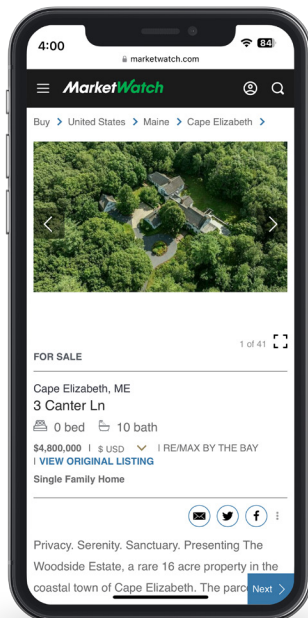 4:00
84
marketwatch.com
MarketWatch
Buy > United States > Maine > Cape Elizabeth >
1 of 41
FOR SALE
Cape Elizabeth, ME
3 Canter Ln
0 bed 10 bath
$4,800,000 | $ USD | RE/MAX BY THE BAY
| VIEW ORIGINAL LISTING
Single Family Home
Privacy. Serenity. Sanctuary. Presenting The
Woodside Estate, a rare 16 acre property in the
coastal town of Cape Elizabeth. The
Next >